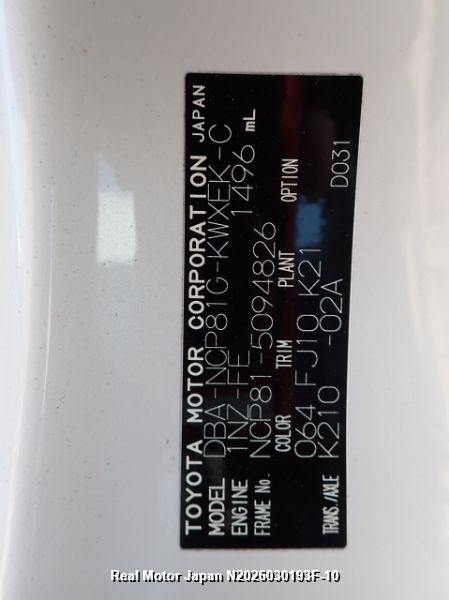 TOYOTA MOTOR CORPORATION JAPAN
MODEL DBA-NCP81G-KWXEK-C
ENGINE 1NZ-FE 1496 mL
FRAME No. NCP81-5094826
COLOR TRIM PLANT OPTION
064 FJ10 K21
TRANS./AXLE K210 -02A D031
Real Motor Japan N2026030193F-10